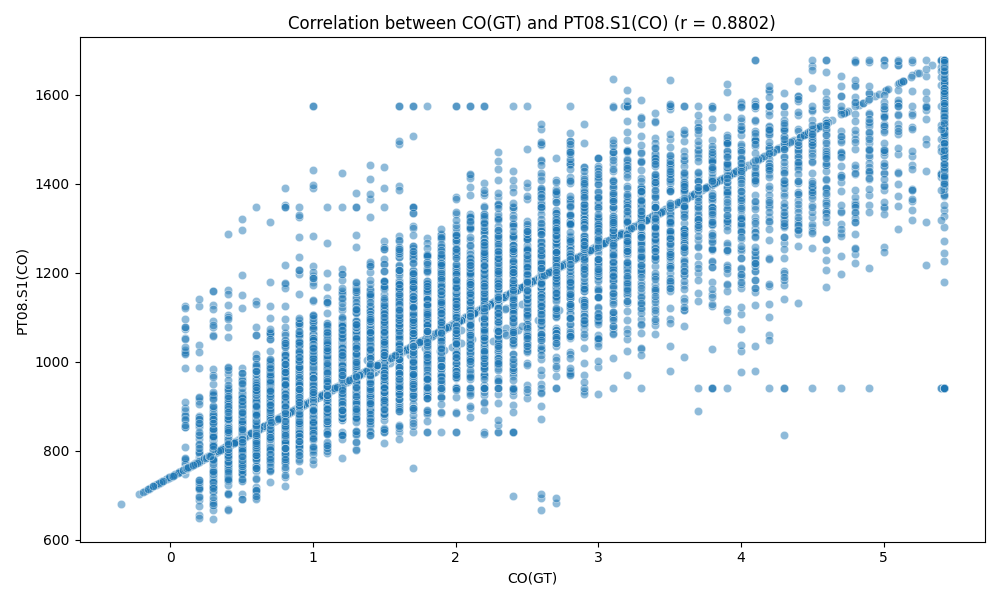 Correlation between CO(GT) and PT08.S1(CO) (r = 0.8802)
PT08.S1(CO)
1600
1400
1200
1000
800
600
0 1 2 3 4 5
CO(GT)